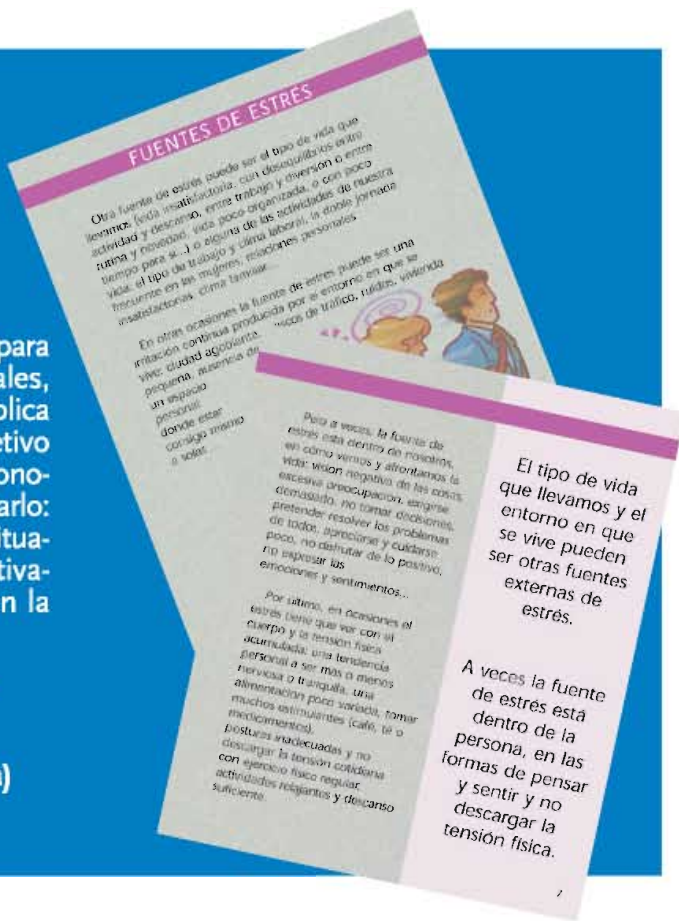 para
ales,
blica
etivo
ono-
arlo:
itua-
tiva-
n la
)
FUENTES DE ESTRÉS
Otra fuente de estrés puede ser el tipo de vida que
llevamos (vida insatisfactoria, con desequilibrios entre
actividad y descanso, entre trabajo y diversión o entre
rutina y novedad, vida poco organizada, o con poco
tiempo para sí...) o alguna de las actividades de nuestra
vida: el tipo de trabajo y clima laboral, la doble jornada
frecuente en las mujeres, relaciones personales
insatisfactorias, clima familiar...
En otras ocasiones la fuente de estrés puede ser una
irritación continua producida por el entorno en que se
vive: ciudad agobiante, de tráfico, ruidos, vivienda
pequeña, ausencia de
un espacio
personal
donde estar
consigo mismo
a solas.
Pero a veces, la fuente de
estrés está dentro de nosotros,
en cómo vemos y afrontamos la
vida: visión negativa de las cosas,
excesiva preocupación, exigirse
demasiado, no tomar decisiones,
pretender resolver los problemas
de todos, apreciarse y cuidarse
poco, no disfrutar de lo positivo,
no expresar las
emociones y sentimientos...
Por último, en ocasiones el
estrés tiene que ver con el
cuerpo y la tensión física
acumulada: una tendencia
personal a ser más o menos
nerviosa o tranquila, una
alimentación poco variada, tomar
muchos estimulantes (café, té o
medicamentos),
posturas inadecuadas y no
descargar la tensión cotidiana
con ejercicio físico regular,
actividades relajantes y descanso
suficiente.
El tipo de vida
que llevamos y el
entorno en que
se vive pueden
ser otras fuentes
externas de
estrés.
A veces la fuente
de estrés está
dentro de la
persona, en las
formas de pensar
y sentir y no
descargar la
tensión física.
7